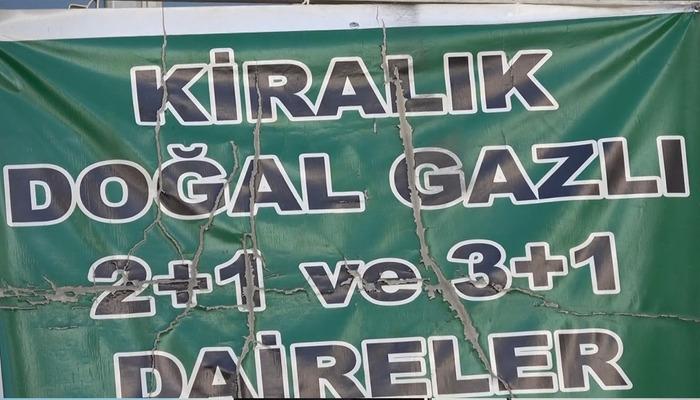 KİRALIK
DOĞAL GAZLI
2+1 ve 3+1
DAİRELER